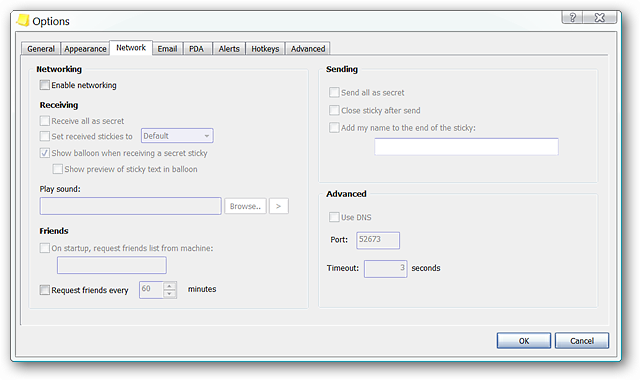 Options
General Appearance Network Email PDA Alerts Hotkeys Advanced
Networking
Enable networking
Receiving
Receive all as secret
Set received stickies to Default
Show balloon when receiving a secret sticky
Show preview of sticky text in balloon
Play sound:
Browse.. >
Friends
On startup, request friends list from machine:
Request friends every 60 minutes
Sending
Send all as secret
Close sticky after send
Add my name to the end of the sticky:
Advanced
Use DNS
Port: 52673
Timeout: 3 seconds
OK Cancel